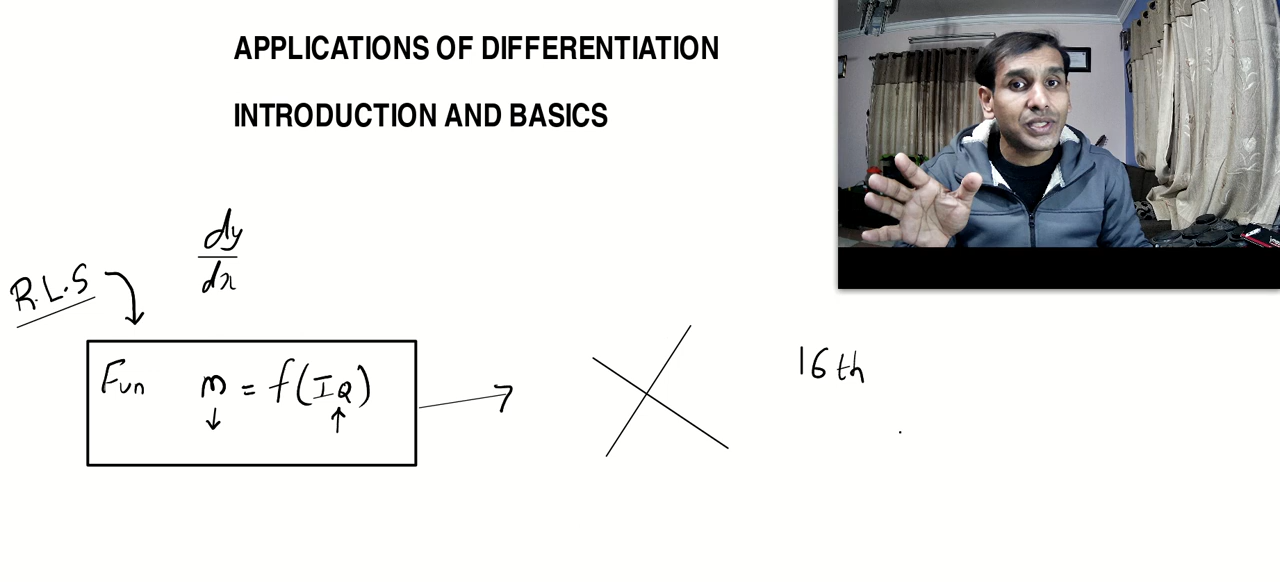 APPLICATIONS OF DIFFERENTIATION
INTRODUCTION AND BASICS
dy
dx
R.L.S
Fun m = f(IQ)
16th